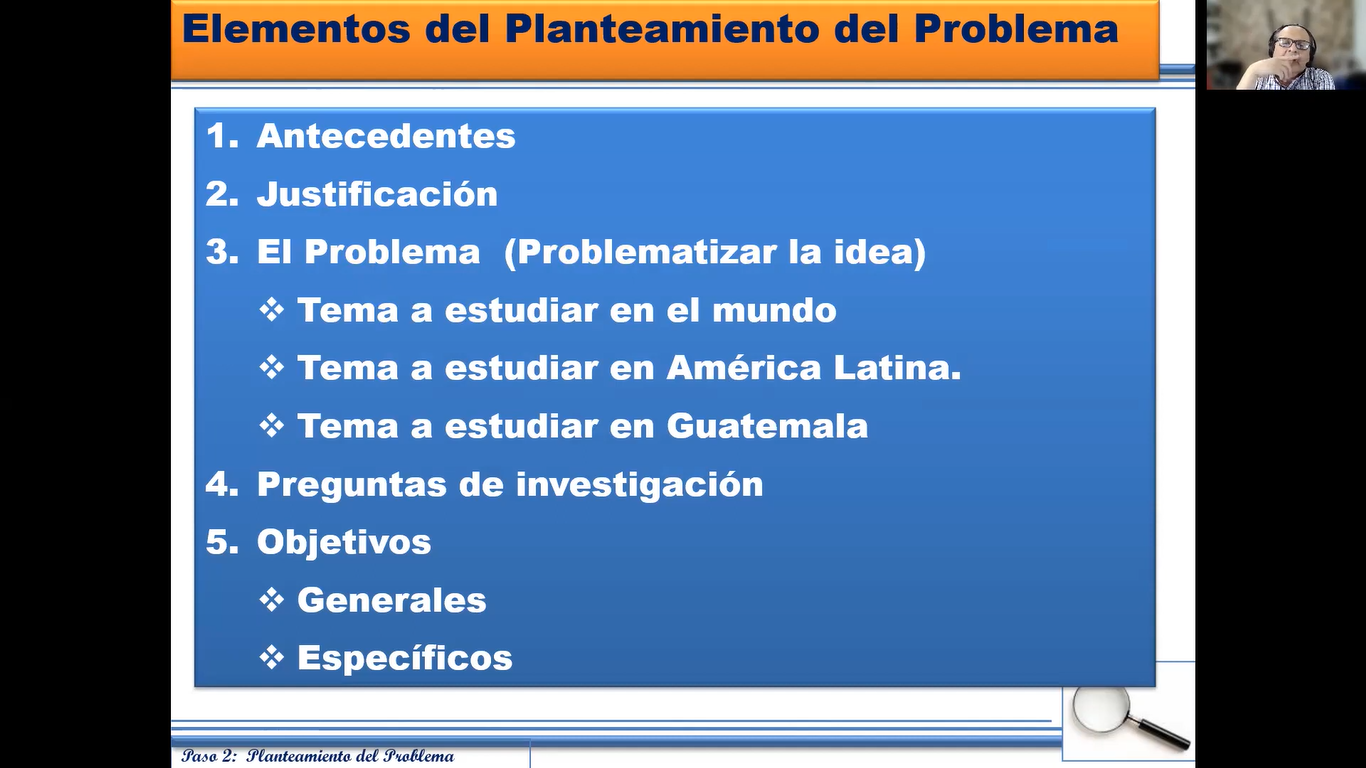 Elementos del Planteamiento del Problema
1. Antecedentes
2. Justificación
3. El Problema (Problematizar la idea)
❖ Tema a estudiar en el mundo
❖ Tema a estudiar en América Latina.
❖ Tema a estudiar en Guatemala
4. Preguntas de investigación
5. Objetivos
❖ Generales
❖ Específicos
Paso 2: Planteamiento del Problema